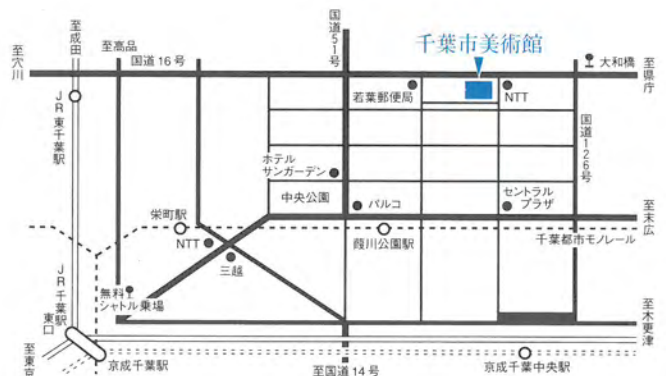 至穴川
至成田
至高品
国道16号
国道51号
千葉市美術館
大和橋
至県庁
若葉郵便局
NTT
JR東千葉駅
国道126号
ホテル
サンガーデン
中央公園
パルコ
セントラル
プラザ
至末広
栄町駅
NTT
三越
葭川公園駅
千葉都市モノレール
JR千葉駅
東口
無料
シャトル乗場
至木更津
至東京
京成千葉駅
至国道14号
京成千葉中央駅